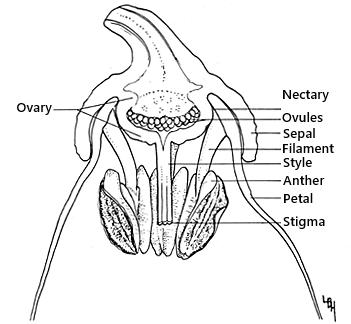 Nectary
Ovary
Ovules
Sepal
Filament
Style
Anther
Petal
Stigma